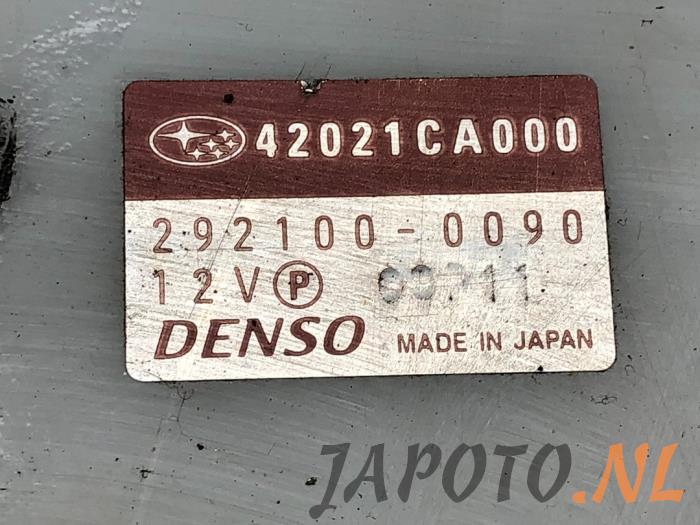 42021CA000
292100-0090
12V P
DENSO MADE IN JAPAN
JAPOTO.NL